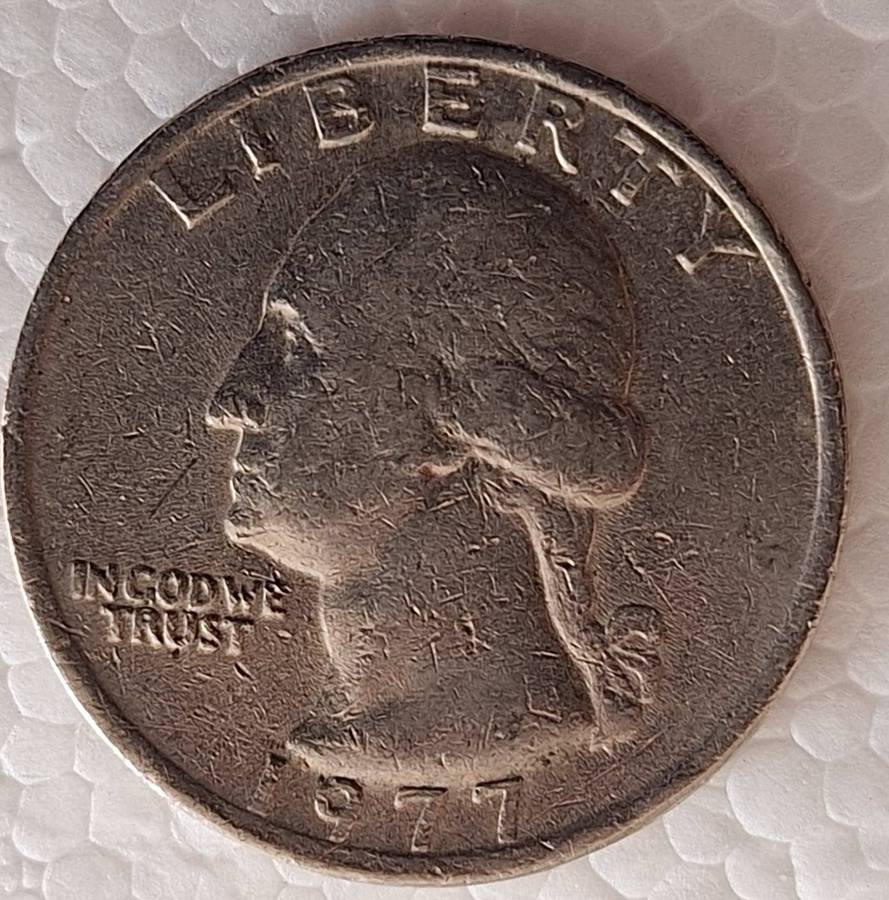 LIBERTY
IN GOD WE
TRUST
1977